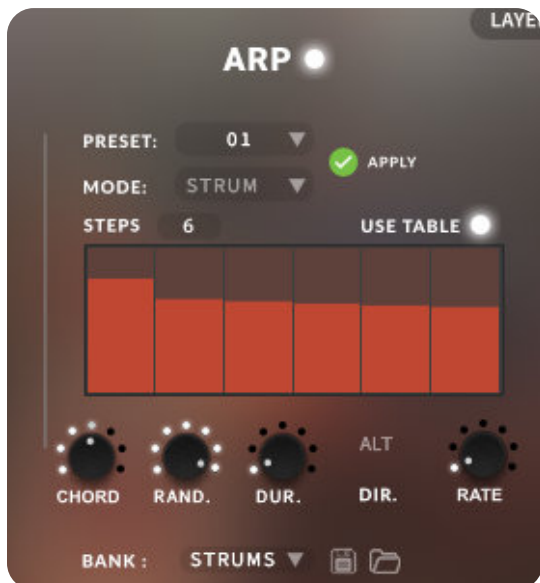 LAYE
ARP
PRESET: 01
APPLY
MODE: STRUM
STEPS 6 USE TABLE
ALT
CHORD RAND. DUR. DIR. RATE
BANK : STRUMS